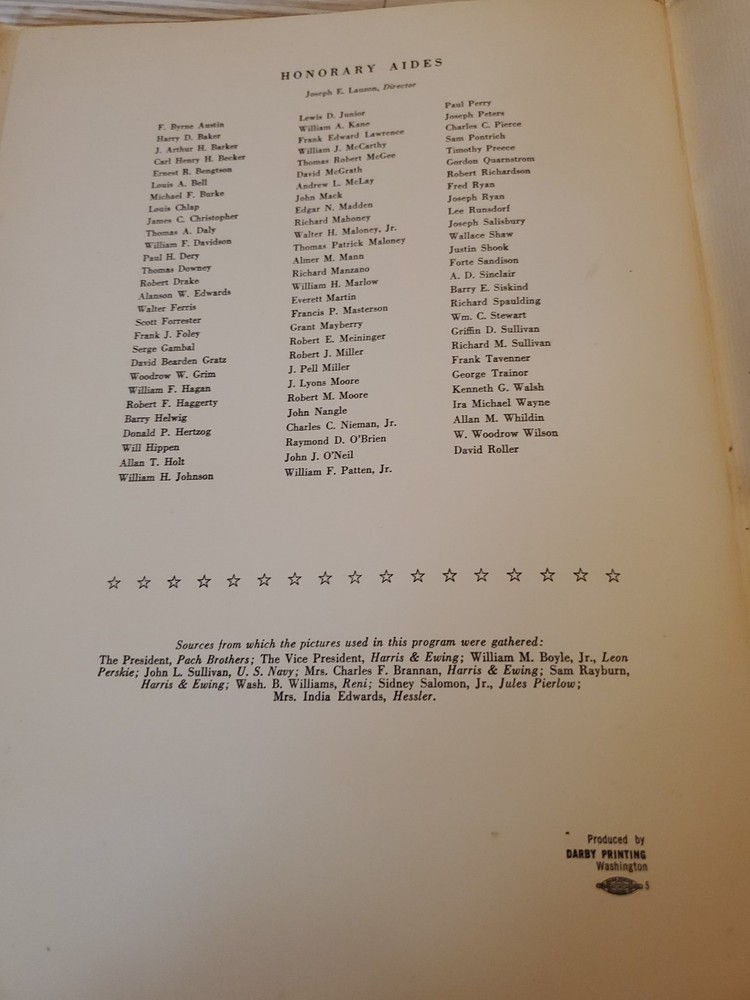 HONORARY AIDES
Joseph E. Lauzon, Director
F. Byrne Austin
Harry D. Baker
J. Arthur H. Barker
Carl Henry H. Becker
Ernest R. Bengtson
Louis A. Bell
Michael F. Burke
Louis Chlap
James C. Christopher
Thomas A. Daly
William F. Davidson
Paul H. Dery
Thomas Downey
Robert Drake
Alanson W. Edwards
Walter Ferris
Scott Forrester
Frank J. Foley
Serge Gambal
David Bearden Gratz
Woodrow W. Grim
William F. Hagan
Robert F. Haggerty
Barry Helwig
Donald P. Hertzog
Will Hippen
Allan T. Holt
William H. Johnson
Lewis D. Junior
William A. Kane
Frank Edward Lawrence
William J. McCarthy
Thomas Robert McGee
David McGrath
Andrew L. McLay
John Mack
Edgar N. Madden
Richard Mahoney
Walter H. Maloney, Jr.
Thomas Patrick Maloney
Almer M. Mann
Richard Manzano
William H. Marlow
Everett Martin
Francis P. Masterson
Grant Mayberry
Robert E. Meininger
Robert J. Miller
J. Pell Miller
J. Lyons Moore
Robert M. Moore
John Nangle
Charles C. Nieman, Jr.
Raymond D. O'Brien
John J. O'Neil
William F. Patten, Jr.
Paul Perry
Joseph Peters
Charles C. Pierce
Sam Pontrich
Timothy Preece
Gordon Quarnstrom
Robert Richardson
Fred Ryan
Joseph Ryan
Lee Runsdorf
Joseph Salisbury
Wallace Shaw
Justin Shook
Forte Sandison
A. D. Sinclair
Barry E. Siskind
Richard Spaulding
Wm. C. Stewart
Griffin D. Sullivan
Richard M. Sullivan
Frank Tavenner
George Trainor
Kenneth G. Walsh
Ira Michael Wayne
Allan M. Whildin
W. Woodrow Wilson
David Roller
Sources from which the pictures used in this program were gathered:
The President, Pach Brothers; The Vice President, Harris & Ewing; William M. Boyle, Jr., Leon
Perskie; John L. Sullivan, U. S. Navy; Mrs. Charles F. Brannan, Harris & Ewing; Sam Rayburn,
Harris & Ewing; Wash. B. Williams, Reni; Sidney Salomon, Jr., Jules Pierlow;
Mrs. India Edwards, Hessler.
Produced by
DARBY PRINTING
Washington
5